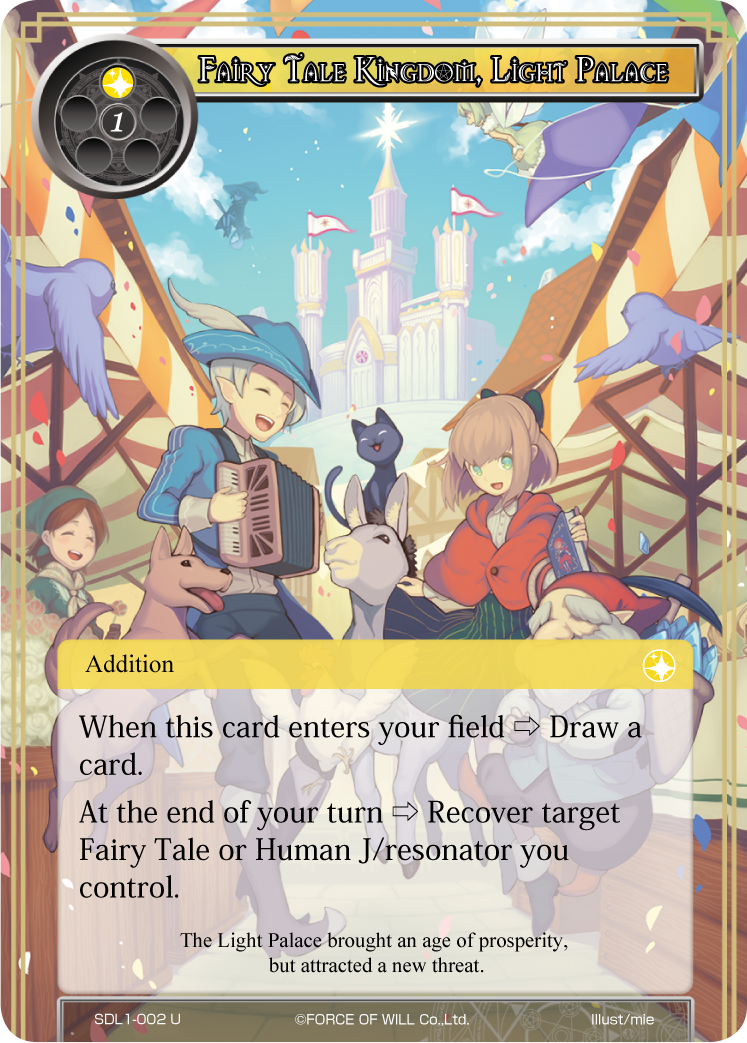 Fairy Tale Kingdom, Light Palace
1
Addition
When this card enters your field ⇨ Draw a
card.
At the end of your turn ⇨ Recover target
Fairy Tale or Human J/resonator you
control.
The Light Palace brought an age of prosperity,
but attracted a new threat.
SDL1-002 U ©FORCE OF WILL Co.,Ltd. Illust/mie